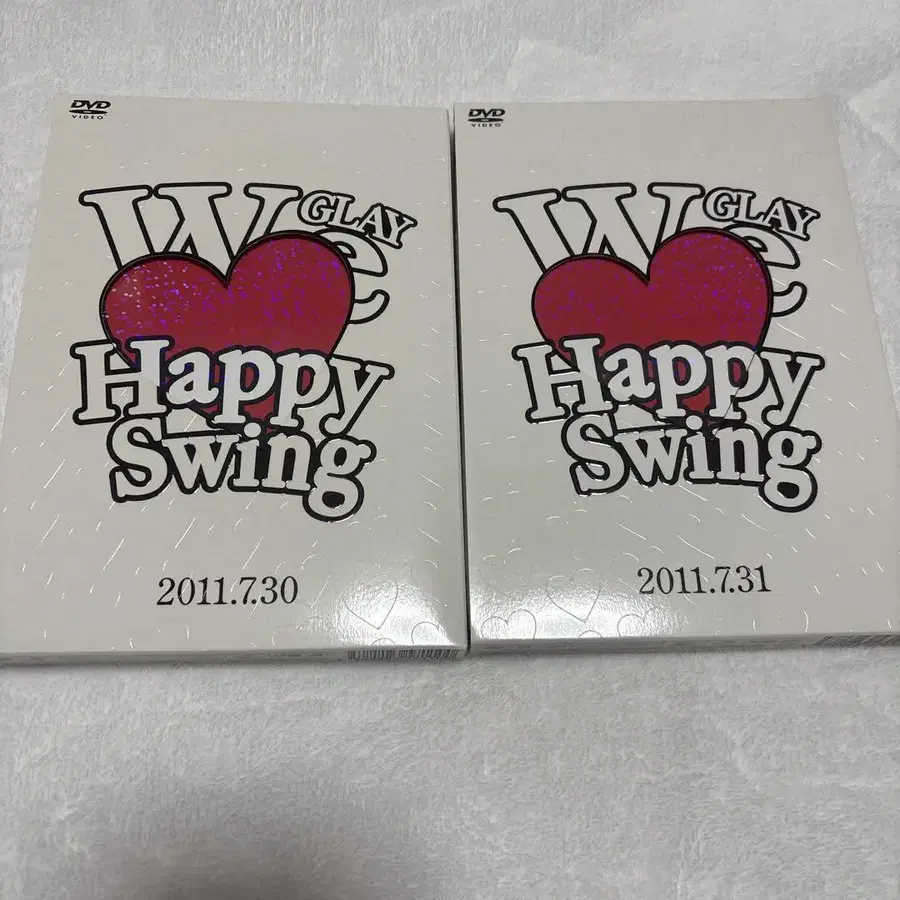 DVD
VIDEO
GLAY
We
Happy
Swing
2011.7.30
DVD
VIDEO
GLAY
We
Happy
Swing
2011.7.31